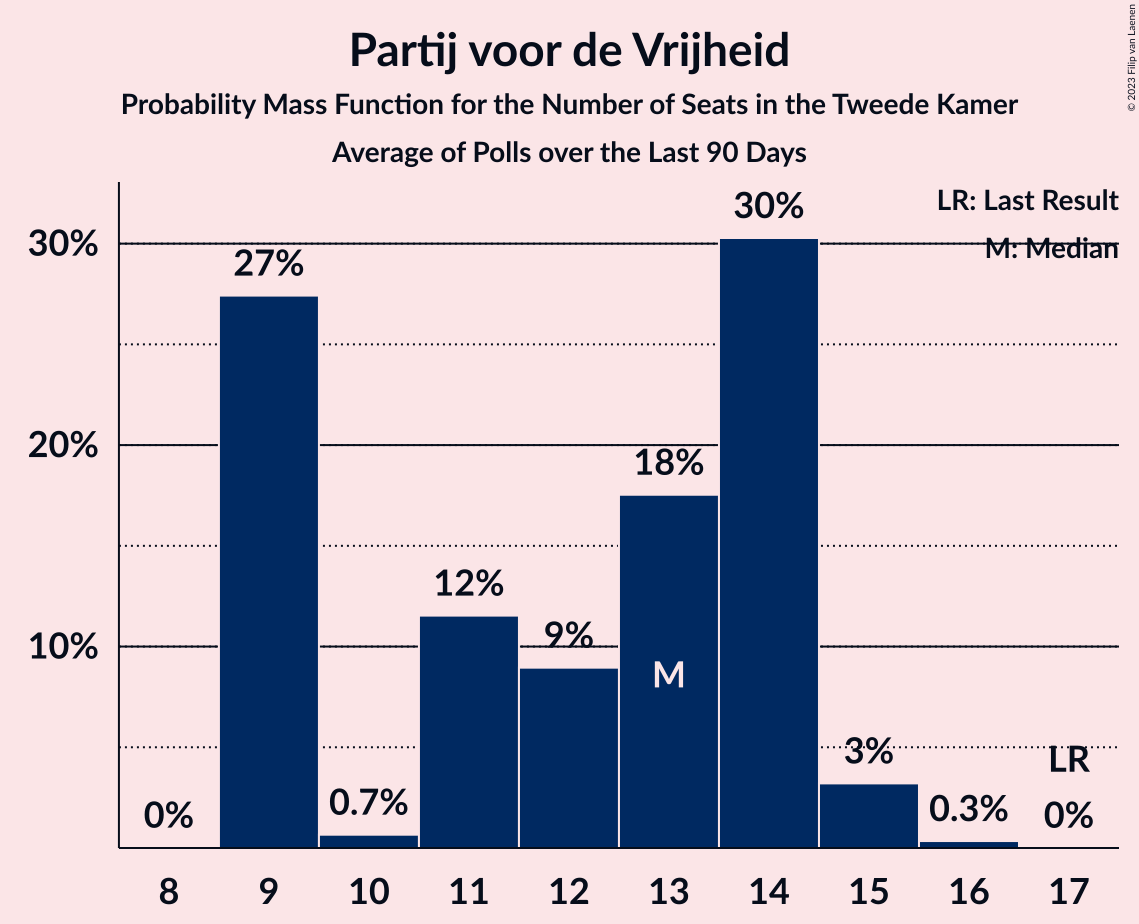 Partij voor de Vrijheid
Probability Mass Function for the Number of Seats in the Tweede Kamer
Average of Polls over the Last 90 Days
© 2023 Filip van Laenen
LR: Last Result
M: Median
30%
20%
10%
0%
27%
0.7%
12%
9%
18%
M
30%
3%
0.3%
LR
0%
8 9 10 11 12 13 14 15 16 17